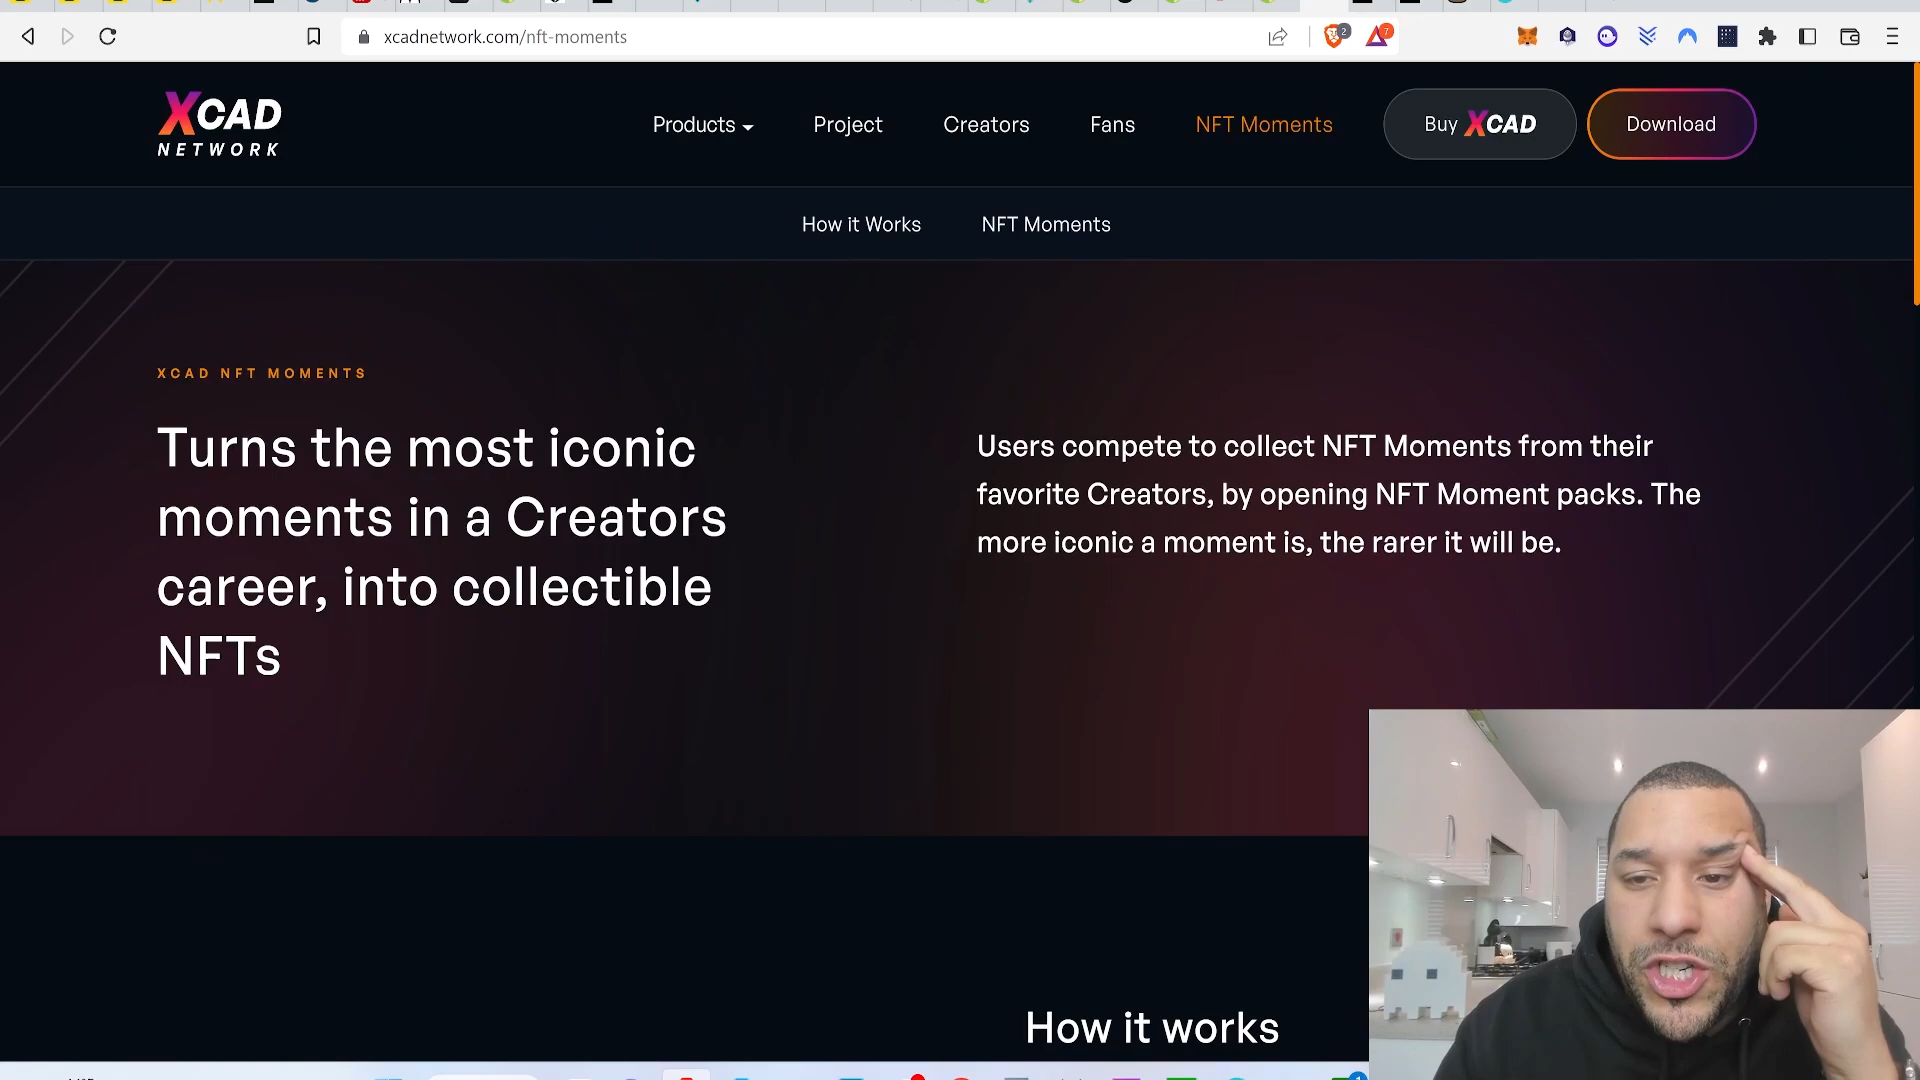 xcadnetwork.com/nft-moments
2
7
XCAD
NETWORK
Products
Project
Creators
Fans
NFT Moments
Buy XCAD
Download
How it Works
NFT Moments
XCAD NFT MOMENTS
Turns the most iconic
moments in a Creators
career, into collectible
NFTs
Users compete to collect NFT Moments from their
favorite Creators, by opening NFT Moment packs. The
more iconic a moment is, the rarer it will be.
How it works